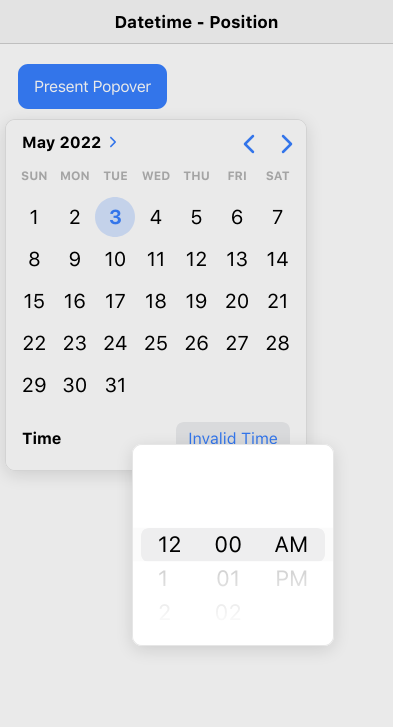 Datetime - Position
Present Popover
May 2022
SUN MON TUE WED THU FRI SAT
1 2 3 4 5 6 7
8 9 10 11 12 13 14
15 16 17 18 19 20 21
22 23 24 25 26 27 28
29 30 31
Time Invalid Time
12 00 AM
1 01 PM
2 02